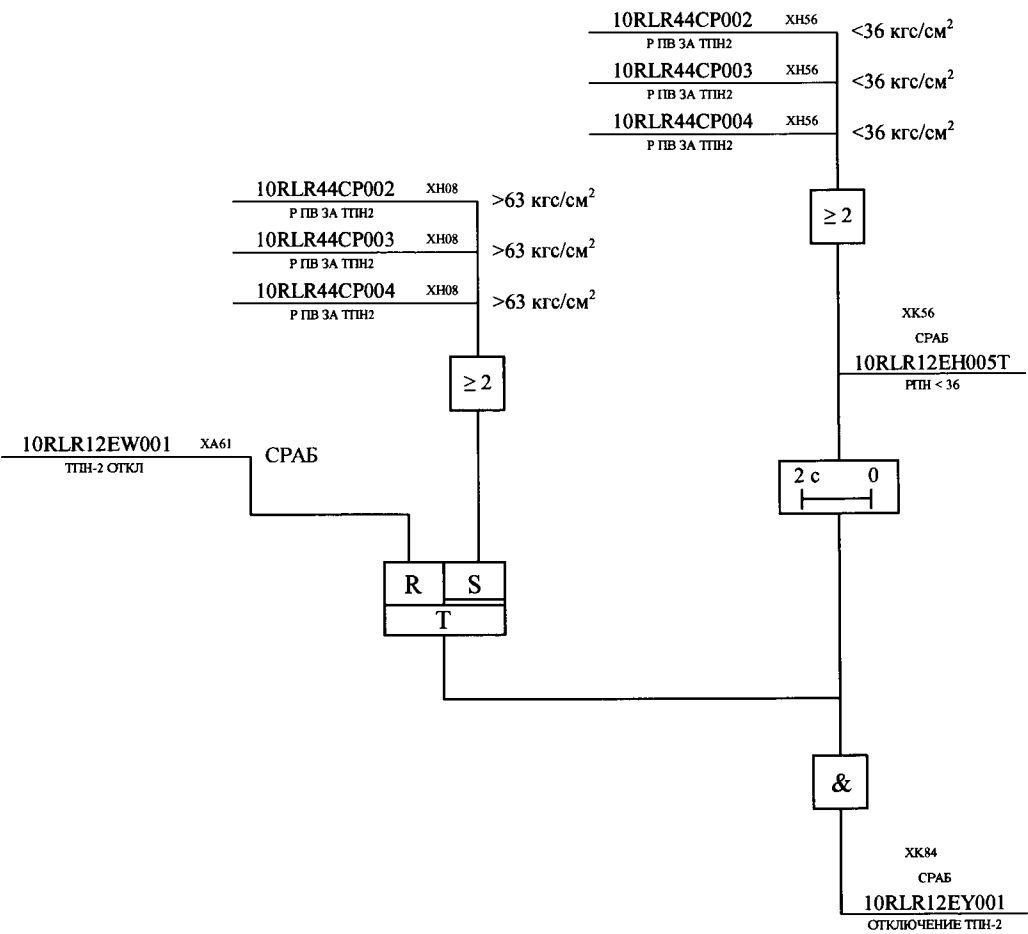 10RLR44CP002 XH56 <36 кгс/см²
Р ПВ ЗА ТПН2
10RLR44CP003 XH56 <36 кгс/см²
Р ПВ ЗА ТПН2
10RLR44CP004 XH56 <36 кгс/см²
Р ПВ ЗА ТПН2
≥ 2
10RLR44CP002 XH08 >63 кгс/см²
Р ПВ ЗА ТПН2
10RLR44CP003 XH08 >63 кгс/см²
Р ПВ ЗА ТПН2
10RLR44CP004 XH08 >63 кгс/см²
Р ПВ ЗА ТПН2
≥ 2
XK56
СРАБ
10RLR12EH005T
РПН < 36
10RLR12EW001 XA61 СРАБ
ТПН-2 ОТКЛ
2 с 0
R S
T
&
XK84
СРАБ
10RLR12EY001
ОТКЛЮЧЕНИЕ ТПН-2